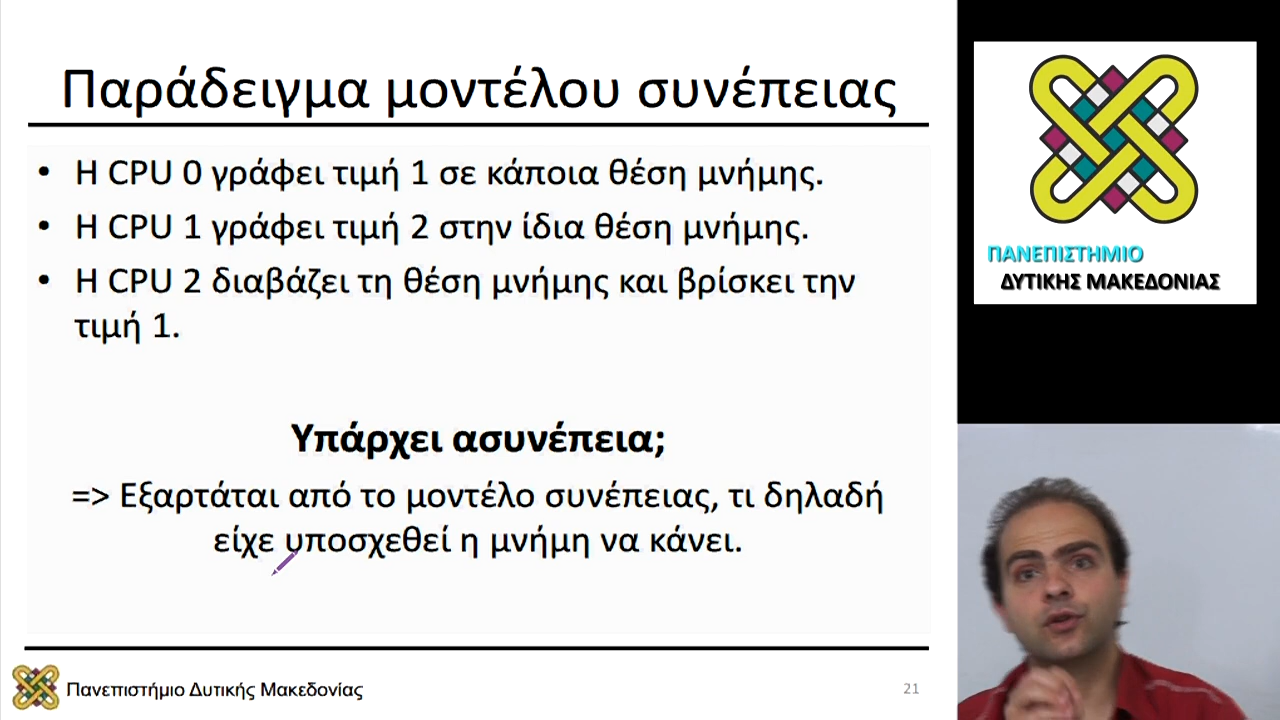 Παράδειγμα μοντέλου συνέπειας
• Η CPU 0 γράφει τιμή 1 σε κάποια θέση μνήμης.
• Η CPU 1 γράφει τιμή 2 στην ίδια θέση μνήμης.
• Η CPU 2 διαβάζει τη θέση μνήμης και βρίσκει την
τιμή 1.
Υπάρχει ασυνέπεια;
=> Εξαρτάται από το μοντέλο συνέπειας, τι δηλαδή
είχε υποσχεθεί η μνήμη να κάνει.
Πανεπιστήμιο Δυτικής Μακεδονίας
21
ΠΑΝΕΠΙΣΤΗΜΙΟ
ΔΥΤΙΚΗΣ ΜΑΚΕΔΟΝΙΑΣ